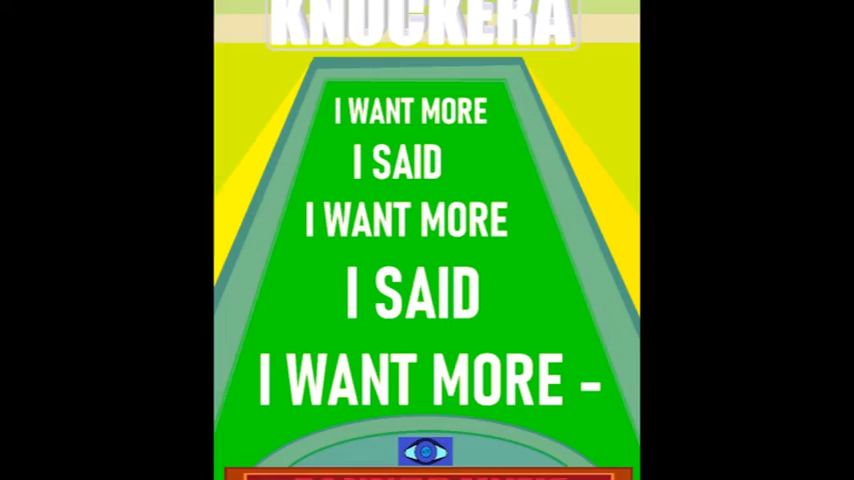 KNOCKERA
I WANT MORE
I SAID
I WANT MORE
I SAID
I WANT MORE -